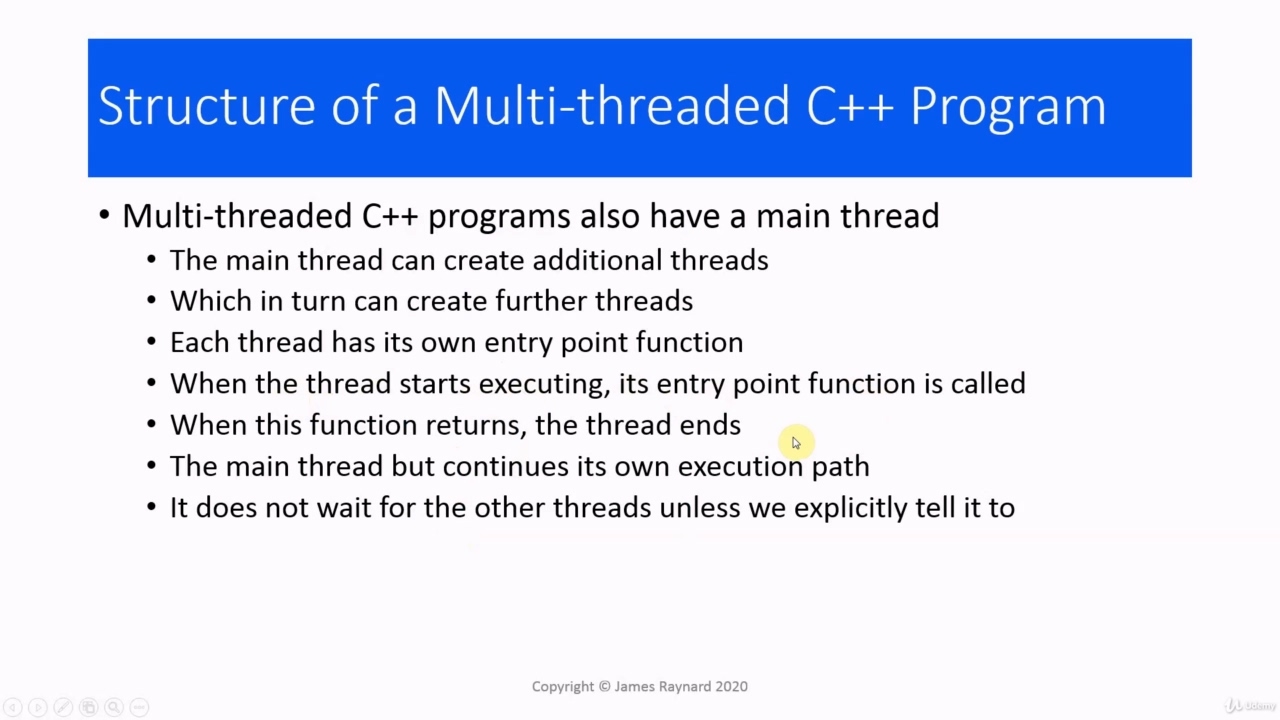 Structure of a Multi-threaded C++ Program
• Multi-threaded C++ programs also have a main thread
• The main thread can create additional threads
• Which in turn can create further threads
• Each thread has its own entry point function
• When the thread starts executing, its entry point function is called
• When this function returns, the thread ends
• The main thread but continues its own execution path
• It does not wait for the other threads unless we explicitly tell it to
Copyright © James Raynard 2020
Udemy